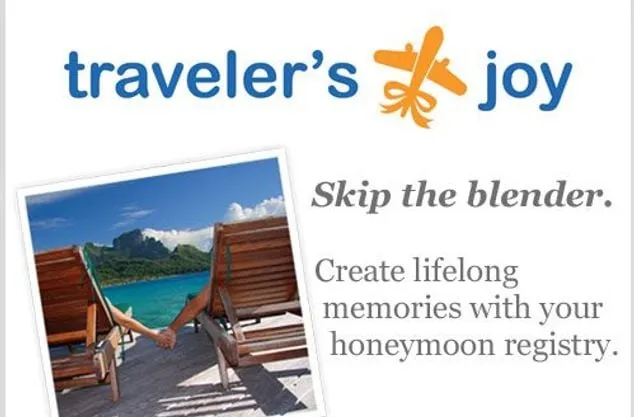 traveler's joy
Skip the blender.
Create lifelong
memories with your
honeymoon registry.